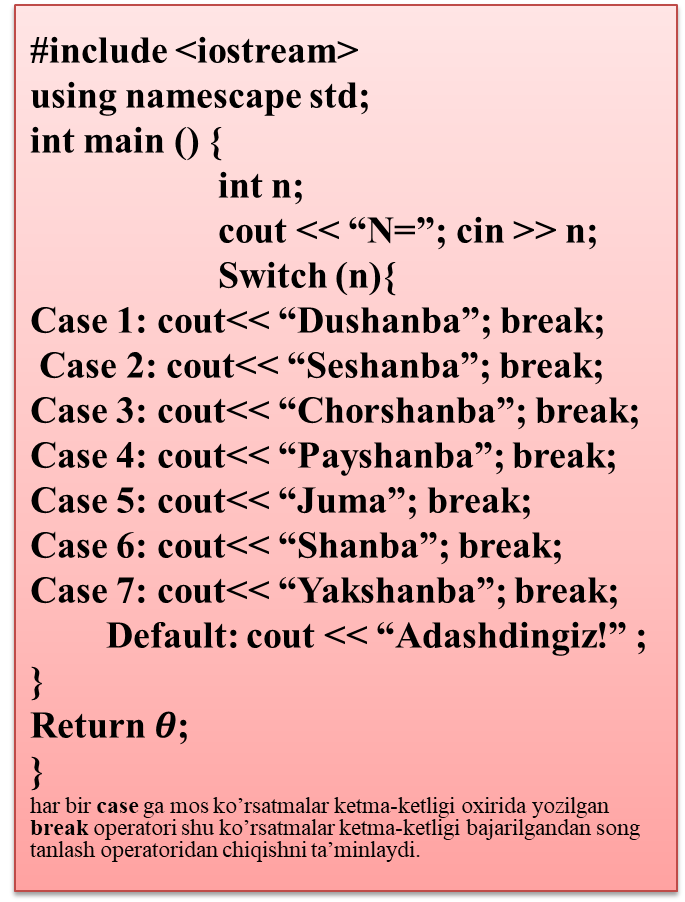 #include <iostream>
using namescape std;
int main () {
int n;
cout << “N=”; cin >> n;
Switch (n){
Case 1: cout<< “Dushanba”; break;
Case 2: cout<< “Seshanba”; break;
Case 3: cout<< “Chorshanba”; break;
Case 4: cout<< “Payshanba”; break;
Case 5: cout<< “Juma”; break;
Case 6: cout<< “Shanba”; break;
Case 7: cout<< “Yakshanba”; break;
Default: cout << “Adashdingiz!” ;
}
Return 𝜽;
}
har bir case ga mos ko’rsatmalar ketma-ketligi oxirida yozilgan
break operatori shu ko’rsatmalar ketma-ketligi bajarilgandan song
tanlash operatoridan chiqishni ta’minlaydi.